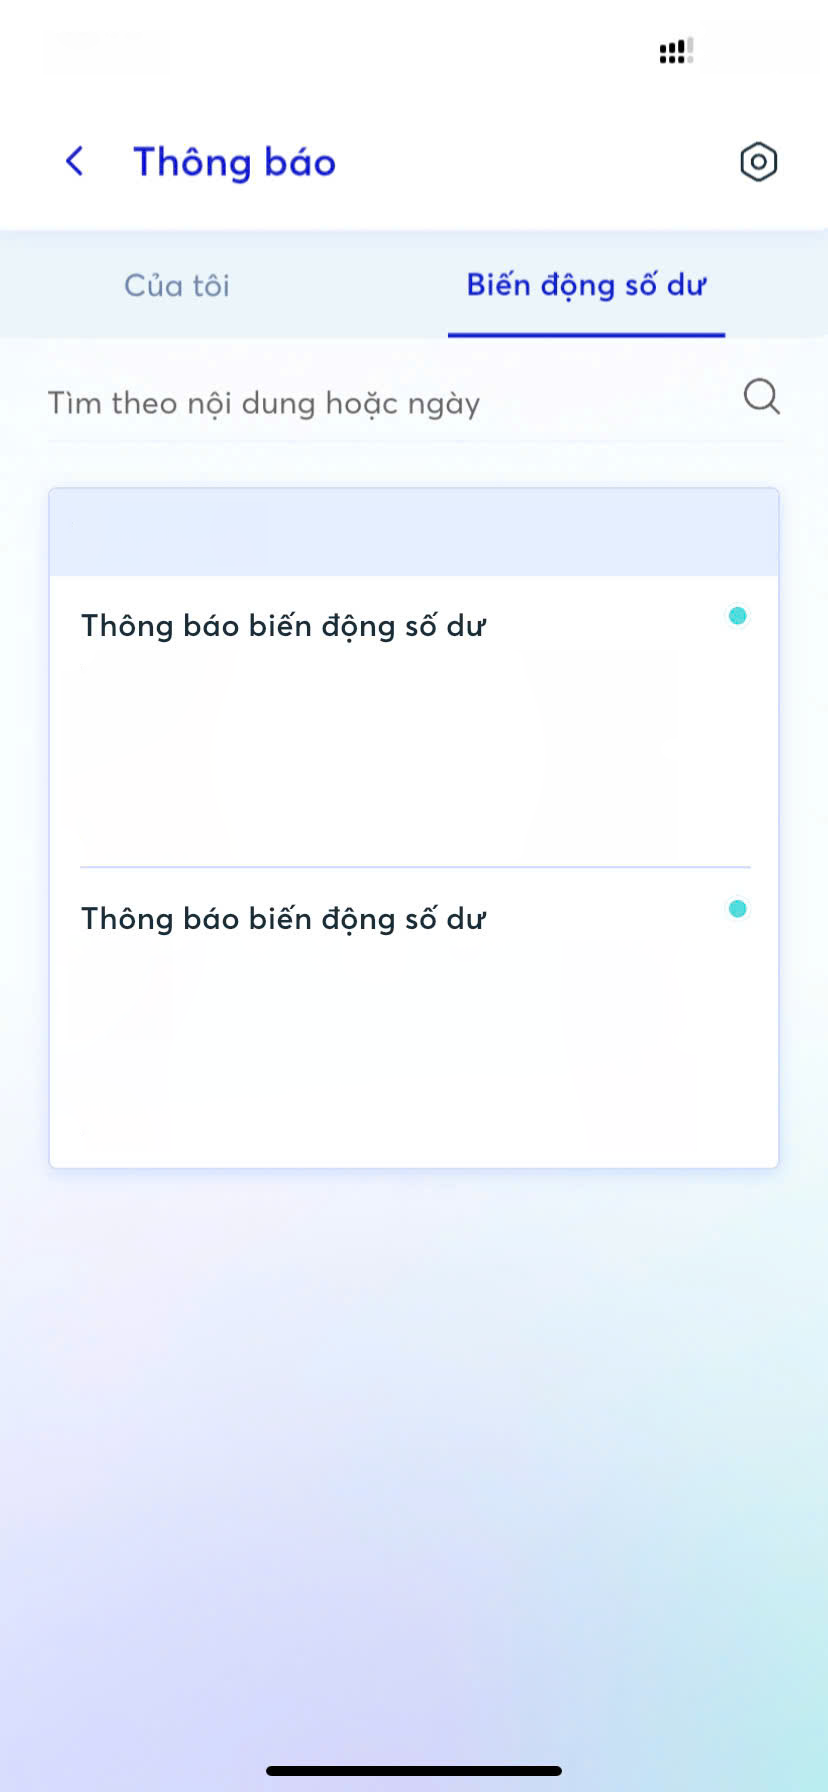 Thông báo
Của tôi
Biến động số dư
Tìm theo nội dung hoặc ngày
Thông báo biến động số dư
Thông báo biến động số dư